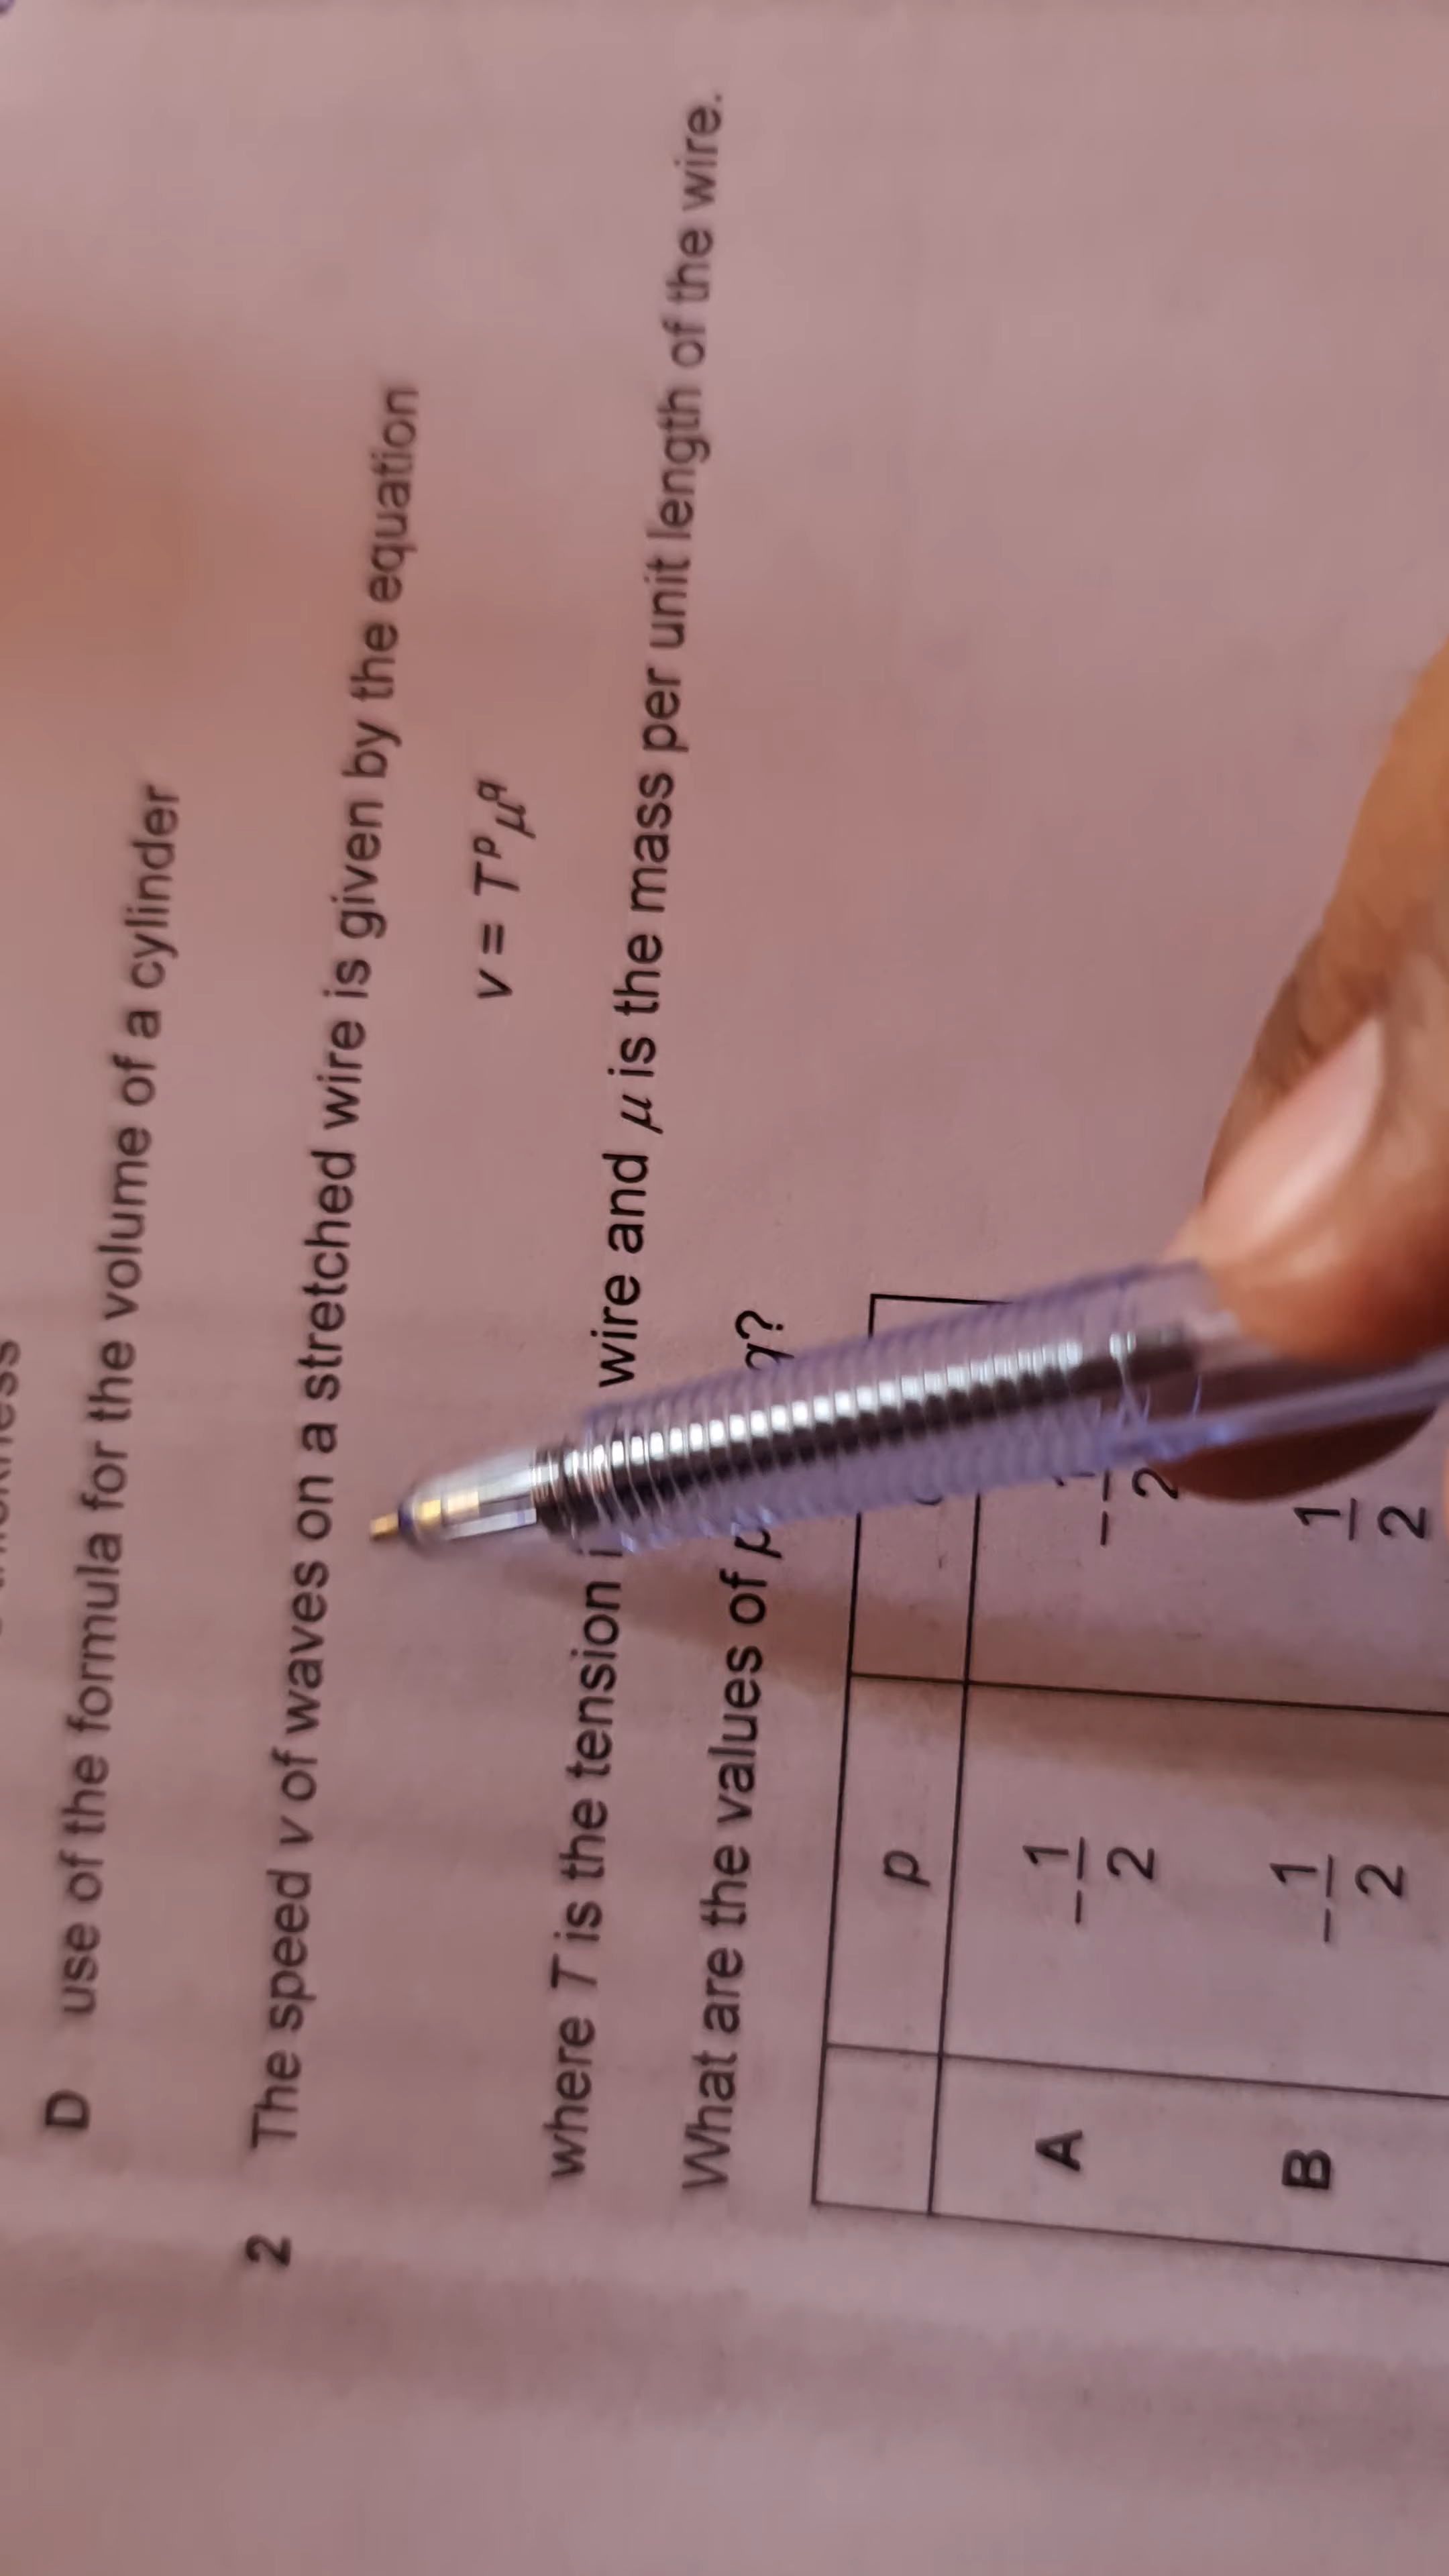 D use of the formula for the volume of a cylinder
2 The speed v of waves on a stretched wire is given by the equation
v = T^p μ^q
where T is the tension wire and μ is the mass per unit length of the wire.
What are the values of p q?
p
A -1/2 -1/2
B -1/2 1/2